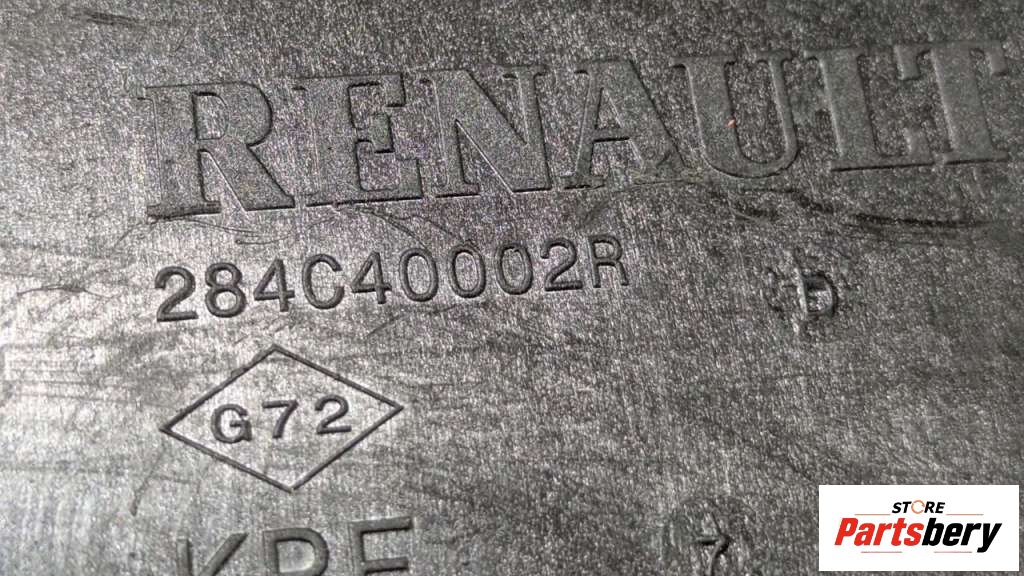 RENAULT
284C40002R
G72
STORE
Partsbery